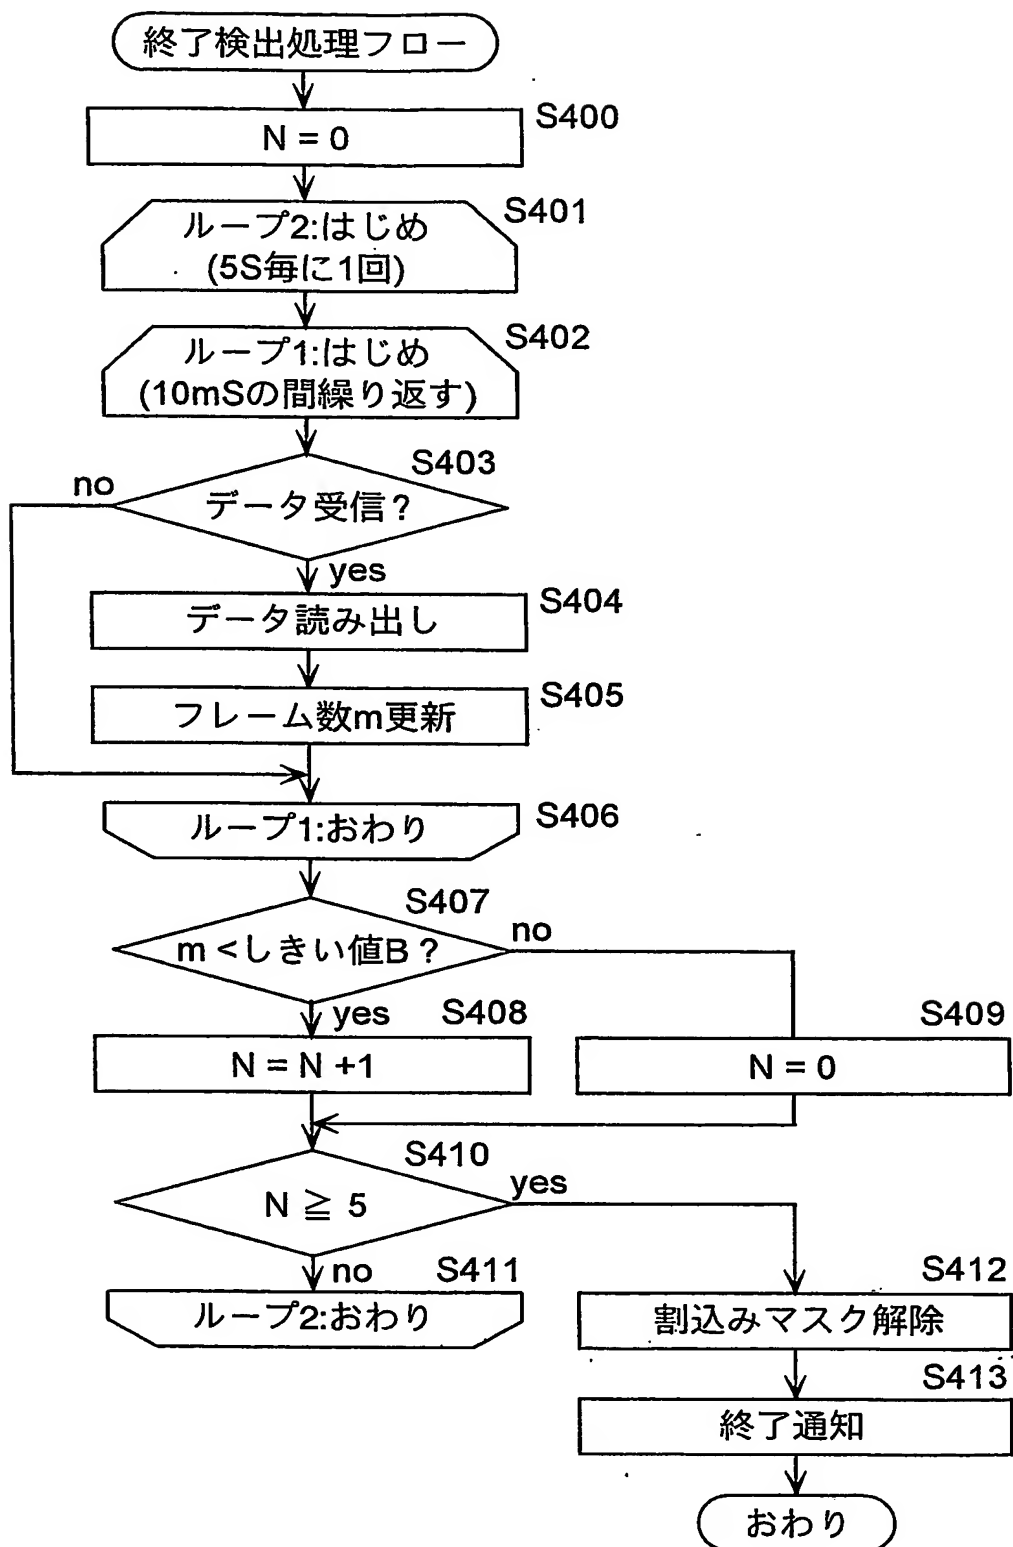 終了検出処理フロー
S400
N = 0
S401
ループ2:はじめ
(5S毎に1回)
S402
ループ1:はじめ
(10mSの間繰り返す)
S403
no
データ受信?
yes
S404
データ読み出し
S405
フレーム数m更新
S406
ループ1:おわり
S407
no
m <しきい値B?
yes
S408
S409
N = N +1
N = 0
S410
yes
N ≧ 5
no
S411
S412
ループ2:おわり
割込みマスク解除
S413
終了通知
おわり